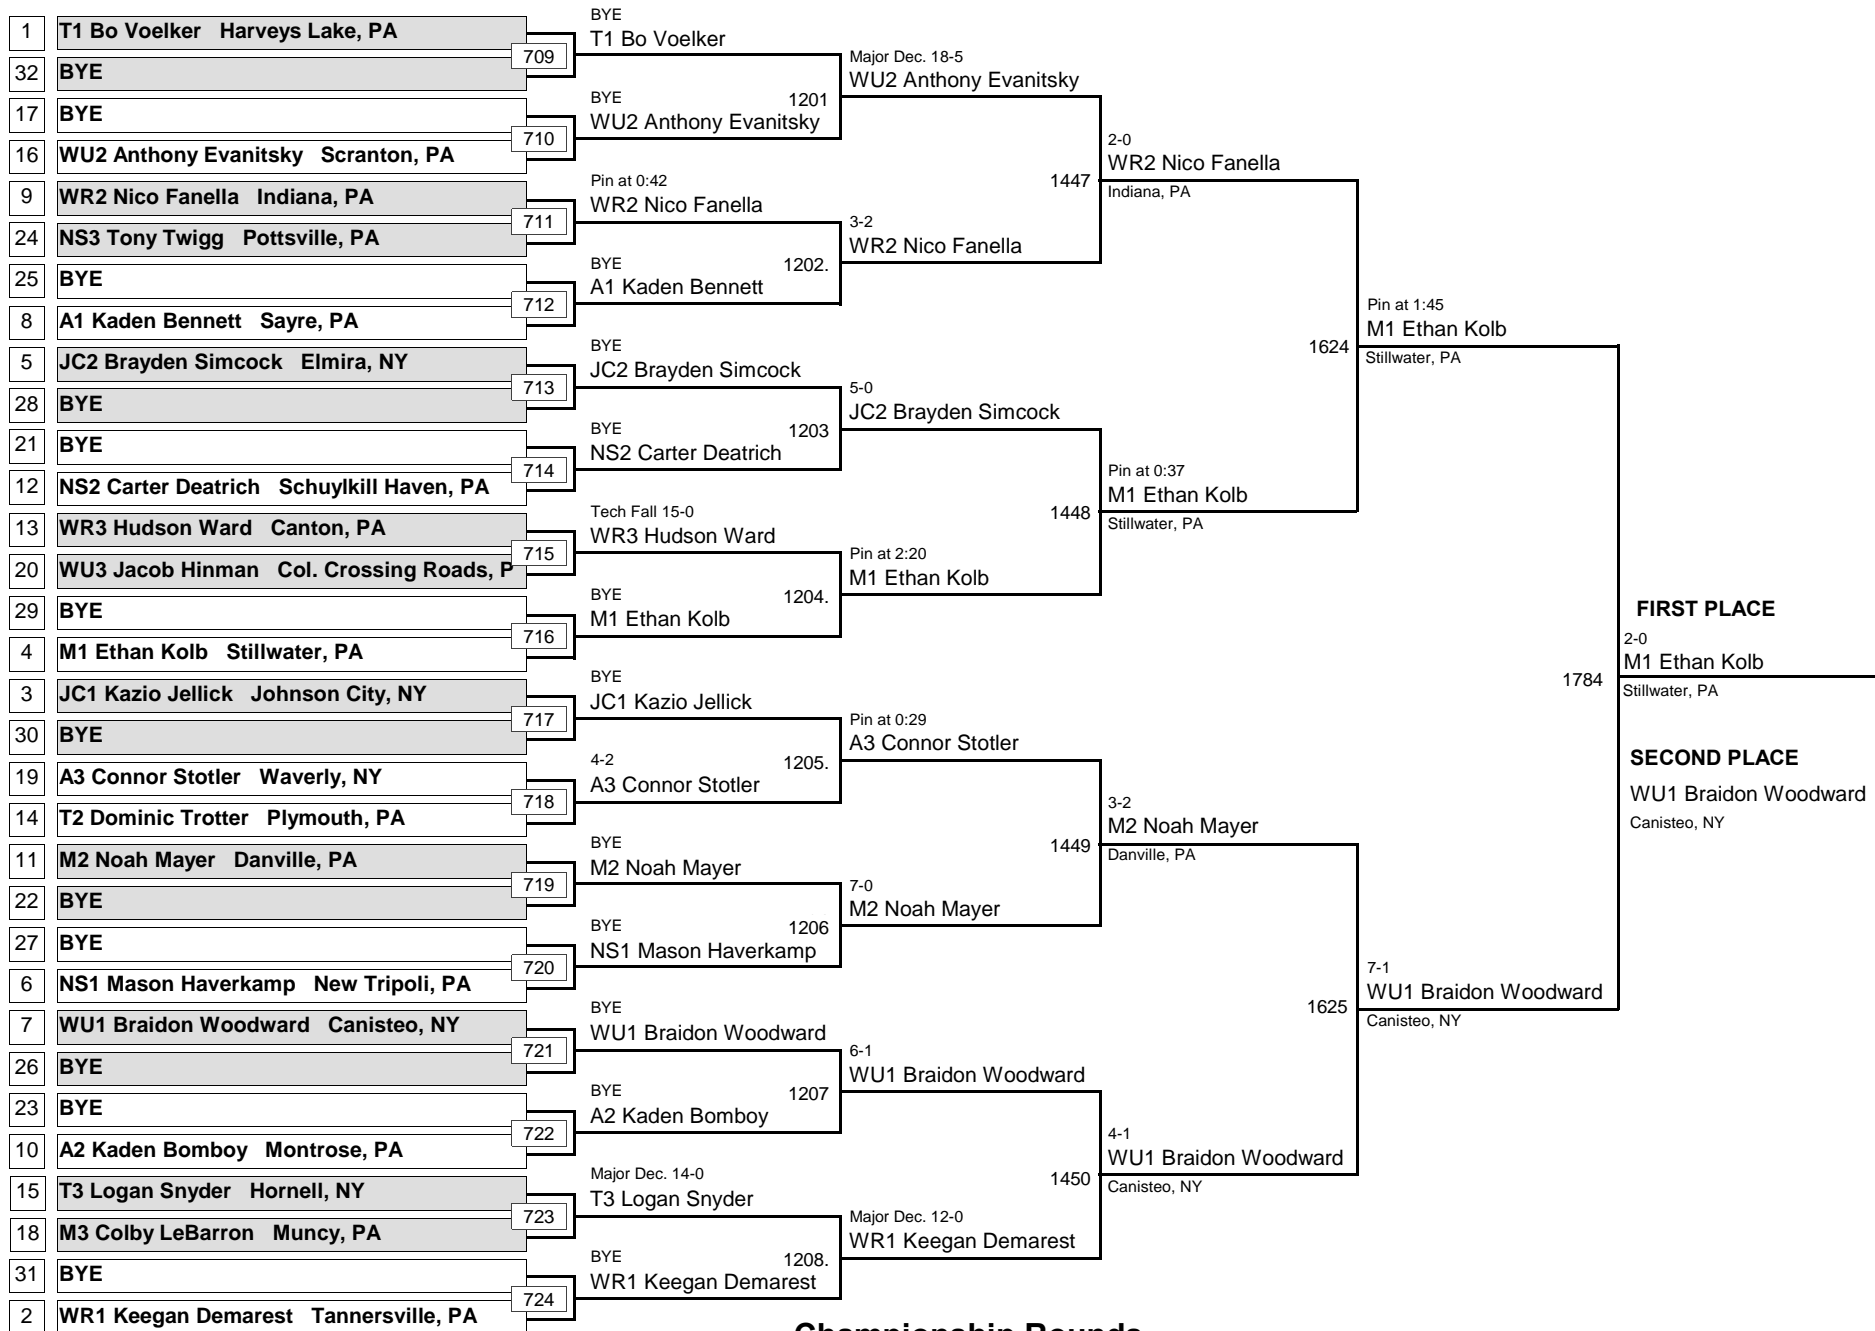 1 T1 Bo Voelker Harveys Lake, PA
32 BYE
17 BYE
16 WU2 Anthony Evanitsky Scranton, PA
9 WR2 Nico Fanella Indiana, PA
24 NS3 Tony Twigg Pottsville, PA
25 BYE
8 A1 Kaden Bennett Sayre, PA
5 JC2 Brayden Simcock Elmira, NY
28 BYE
21 BYE
12 NS2 Carter Deatrich Schuylkill Haven, PA
13 WR3 Hudson Ward Canton, PA
20 WU3 Jacob Hinman Col. Crossing Roads, P
29 BYE
4 M1 Ethan Kolb Stillwater, PA
3 JC1 Kazio Jellick Johnson City, NY
30 BYE
19 A3 Connor Stotler Waverly, NY
14 T2 Dominic Trotter Plymouth, PA
11 M2 Noah Mayer Danville, PA
22 BYE
27 BYE
6 NS1 Mason Haverkamp New Tripoli, PA
7 WU1 Braidon Woodward Canisteo, NY
26 BYE
23 BYE
10 A2 Kaden Bomboy Montrose, PA
15 T3 Logan Snyder Hornell, NY
18 M3 Colby LeBarron Muncy, PA
31 BYE
2 WR1 Keegan Demarest Tannersville, PA
709
710
711
712
713
714
715
716
717
718
719
720
721
722
723
724
BYE
T1 Bo Voelker
BYE
WU2 Anthony Evanitsky
Pin at 0:42
WR2 Nico Fanella
BYE
A1 Kaden Bennett
BYE
JC2 Brayden Simcock
BYE
NS2 Carter Deatrich
Tech Fall 15-0
WR3 Hudson Ward
BYE
M1 Ethan Kolb
BYE
JC1 Kazio Jellick
4-2
A3 Connor Stotler
BYE
M2 Noah Mayer
BYE
NS1 Mason Haverkamp
BYE
WU1 Braidon Woodward
BYE
A2 Kaden Bomboy
Major Dec. 14-0
T3 Logan Snyder
BYE
WR1 Keegan Demarest
1201
1202.
1203
1204.
1205.
1206
1207
1208.
Major Dec. 18-5
WU2 Anthony Evanitsky
3-2
WR2 Nico Fanella
5-0
JC2 Brayden Simcock
Pin at 2:20
M1 Ethan Kolb
Pin at 0:29
A3 Connor Stotler
7-0
M2 Noah Mayer
6-1
WU1 Braidon Woodward
Major Dec. 12-0
WR1 Keegan Demarest
1447
1448
1449
1450
2-0
WR2 Nico Fanella
Indiana, PA
Pin at 0:37
M1 Ethan Kolb
Stillwater, PA
3-2
M2 Noah Mayer
Danville, PA
4-1
WU1 Braidon Woodward
Canisteo, NY
1624
1625
Pin at 1:45
M1 Ethan Kolb
Stillwater, PA
7-1
WU1 Braidon Woodward
Canisteo, NY
1784
FIRST PLACE
2-0
M1 Ethan Kolb
Stillwater, PA
SECOND PLACE
WU1 Braidon Woodward
Canisteo, NY
Championship Rounds